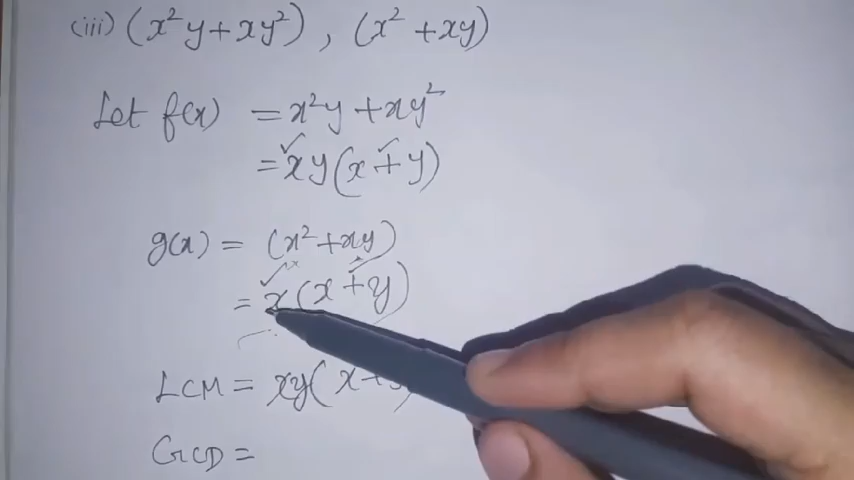 (iii) (x²y+xy²), (x²+xy)
Let f(x) = x²y+xy²
= xy(x+y)
g(x) = (x²+xy)
= x(x+y)
LCM = xy(x+
GCD =